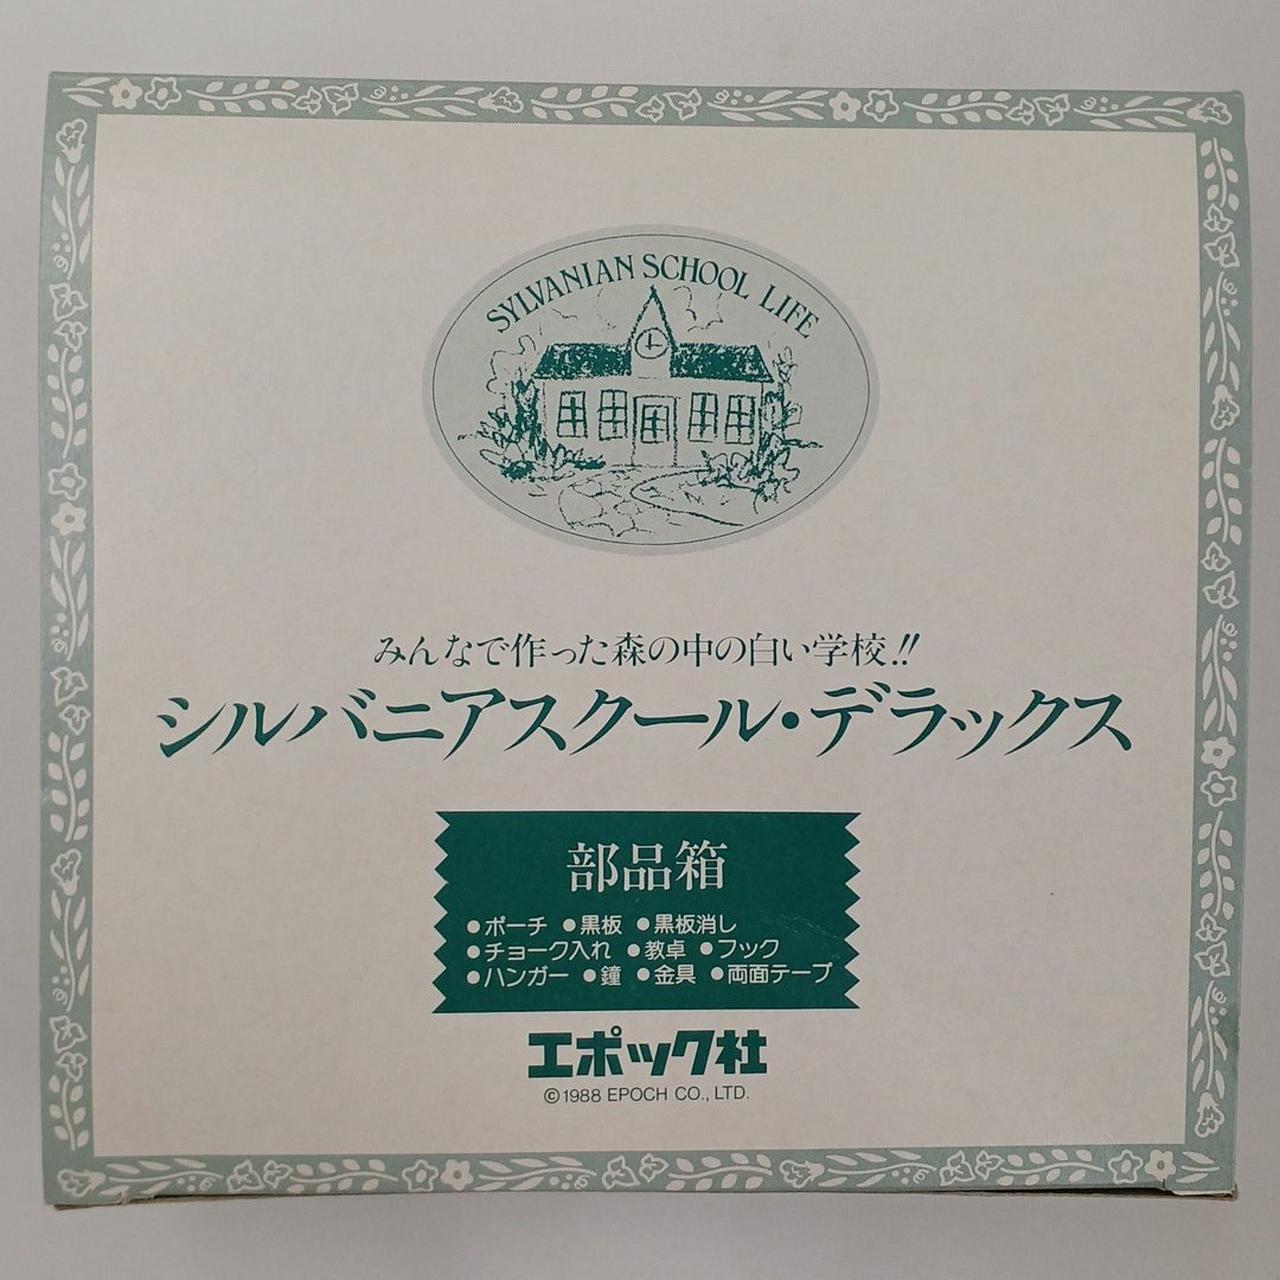 SYLVANIAN SCHOOL LIFE
みんなで作った森の中の白い学校!!
シルバニアスクール・デラックス
部品箱
●ポーチ ●黒板 ●黒板消し
●チョーク入れ ●教卓 ●フック
●ハンガー ●鐘 ●金具 ●両面テープ
エポック社
©1988 EPOCH CO., LTD.